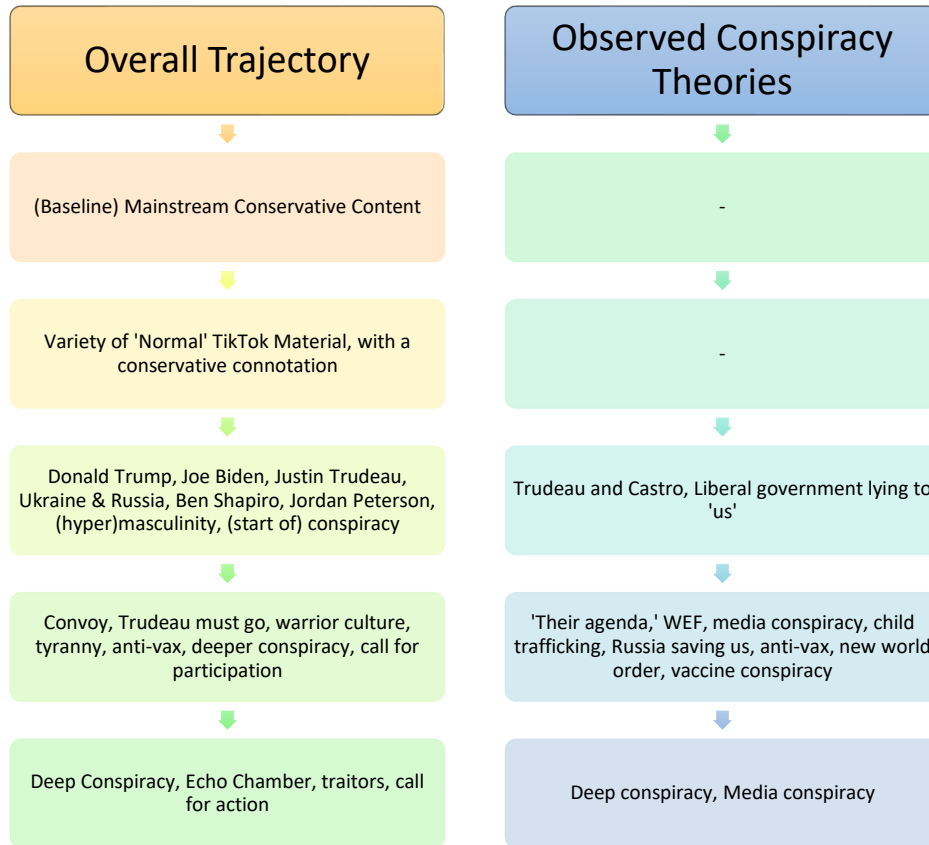 Overall Trajectory
(Baseline) Mainstream Conservative Content
Variety of 'Normal' TikTok Material, with a
conservative connotation
Donald Trump, Joe Biden, Justin Trudeau,
Ukraine & Russia, Ben Shapiro, Jordan Peterson,
(hyper)masculinity, (start of) conspiracy
Convoy, Trudeau must go, warrior culture,
tyranny, anti-vax, deeper conspiracy, call for
participation
Deep Conspiracy, Echo Chamber, traitors, call
for action
Observed Conspiracy
Theories
-
-
Trudeau and Castro, Liberal government lying to
'us'
'Their agenda,' WEF, media conspiracy, child
trafficking, Russia saving us, anti-vax, new world
order, vaccine conspiracy
Deep conspiracy, Media conspiracy